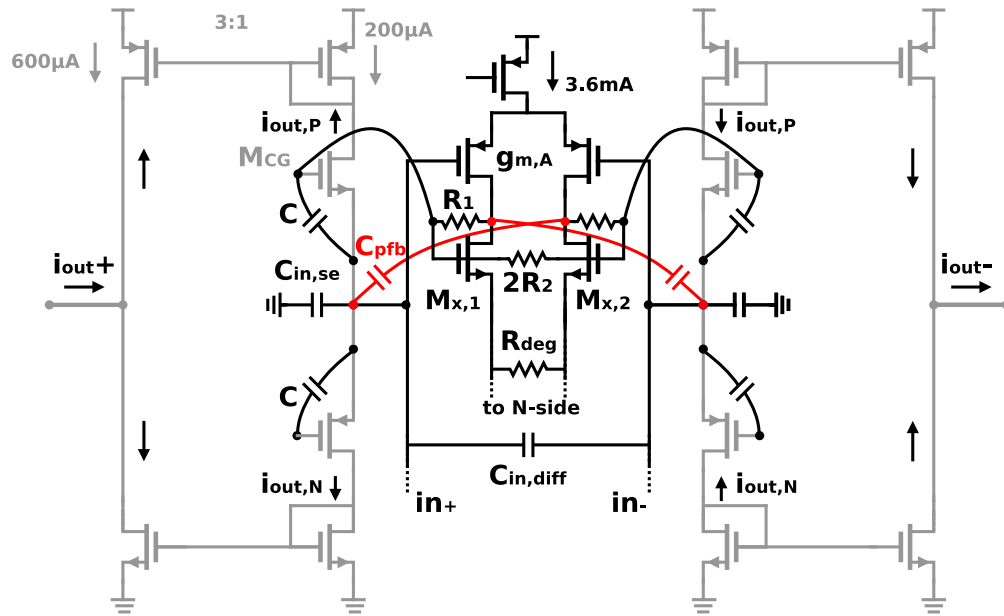 3:1
200µA
600µA
3.6mA
iout,P
iout,P
MCG
gm,A
R1
C
Cpfb
iout+
Cin,se
2R2
iout-
Mx,1
Mx,2
Rdeg
C
to N-side
Cin,diff
iout,N
iout,N
in+
in-